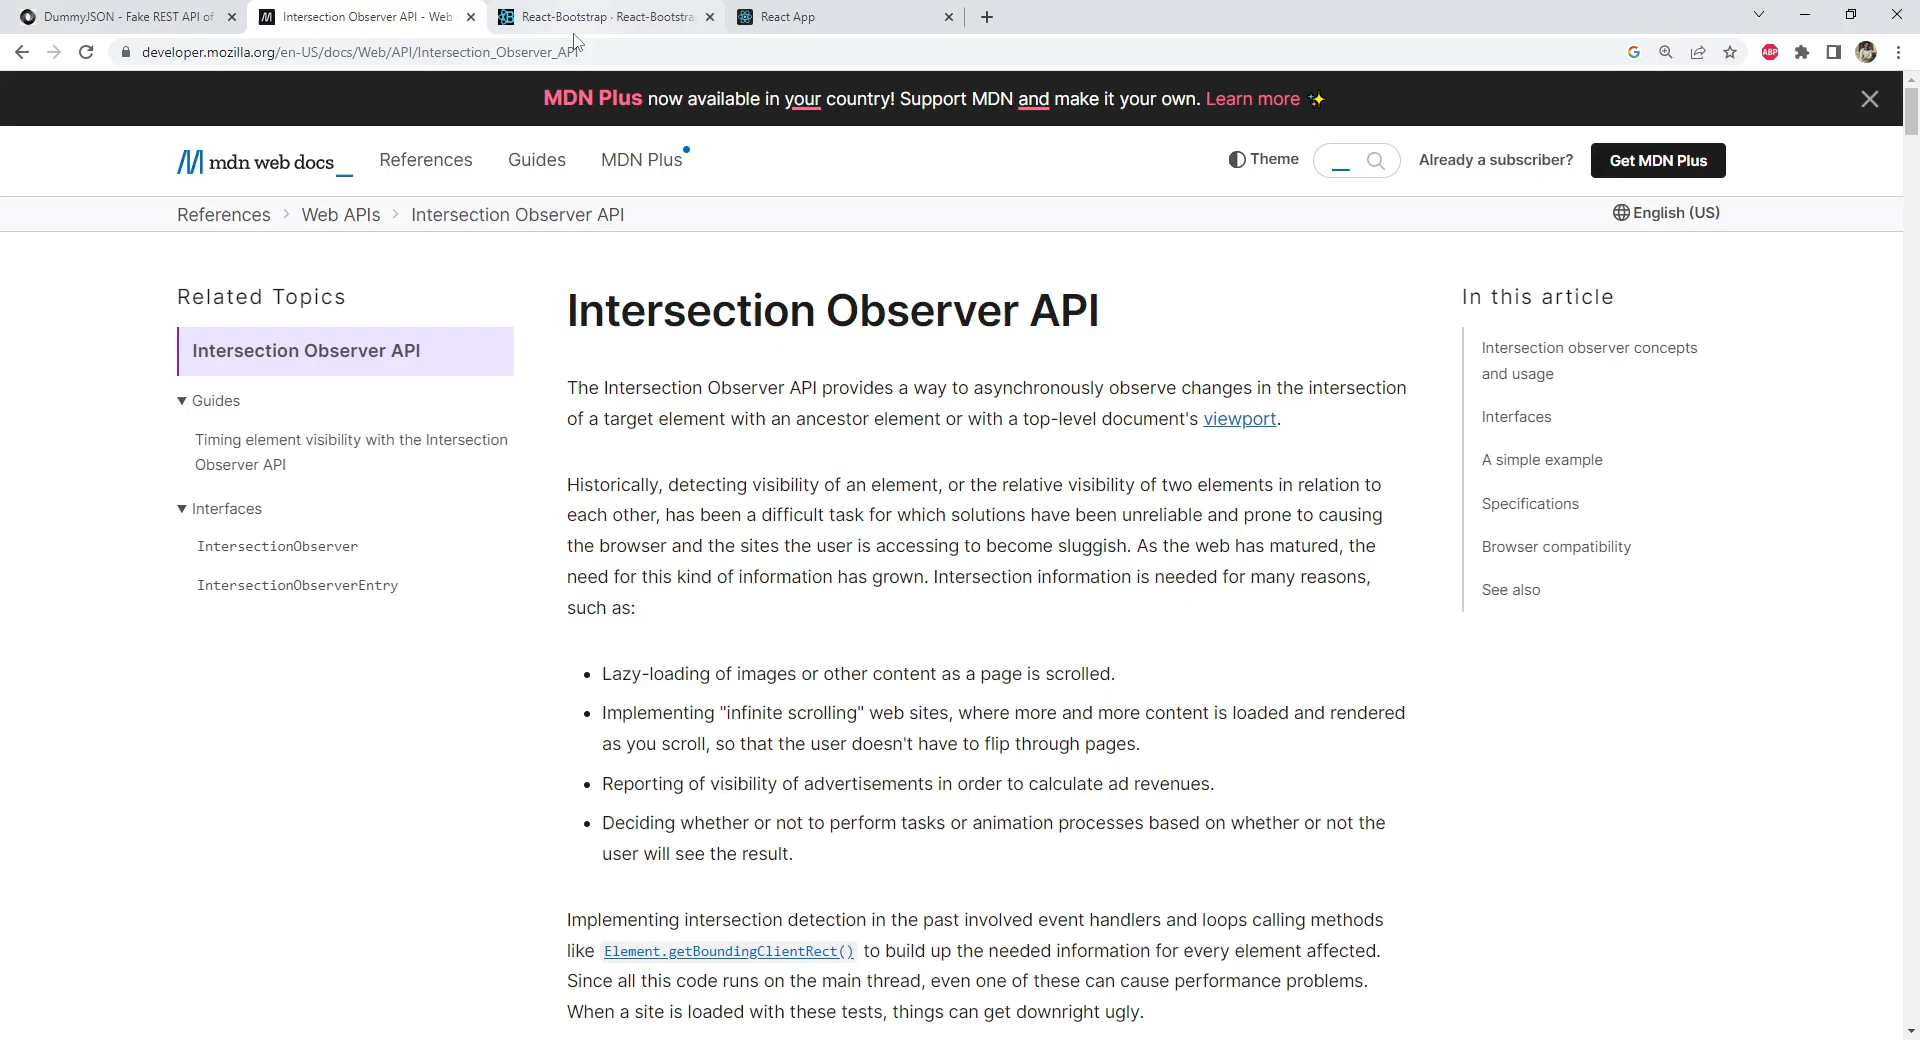 DummyJSON - Fake REST API of
Intersection Observer API - Web
React-Bootstrap · React-Bootstra
React App
developer.mozilla.org/en-US/docs/Web/API/Intersection_Observer_API
ABP
MDN Plus now available in your country! Support MDN and make it your own. Learn more ✨
mdn web docs_
References
Guides
MDN Plus
Theme
Already a subscriber?
Get MDN Plus
References > Web APIs > Intersection Observer API
English (US)
Related Topics
Intersection Observer API
▼ Guides
Timing element visibility with the Intersection
Observer API
▼ Interfaces
IntersectionObserver
IntersectionObserverEntry
Intersection Observer API
The Intersection Observer API provides a way to asynchronously observe changes in the intersection
of a target element with an ancestor element or with a top-level document's viewport.
Historically, detecting visibility of an element, or the relative visibility of two elements in relation to
each other, has been a difficult task for which solutions have been unreliable and prone to causing
the browser and the sites the user is accessing to become sluggish. As the web has matured, the
need for this kind of information has grown. Intersection information is needed for many reasons,
such as:
• Lazy-loading of images or other content as a page is scrolled.
• Implementing "infinite scrolling" web sites, where more and more content is loaded and rendered
as you scroll, so that the user doesn't have to flip through pages.
• Reporting of visibility of advertisements in order to calculate ad revenues.
• Deciding whether or not to perform tasks or animation processes based on whether or not the
user will see the result.
Implementing intersection detection in the past involved event handlers and loops calling methods
like Element.getBoundingClientRect() to build up the needed information for every element affected.
Since all this code runs on the main thread, even one of these can cause performance problems.
When a site is loaded with these tests, things can get downright ugly.
In this article
Intersection observer concepts
and usage
Interfaces
A simple example
Specifications
Browser compatibility
See also